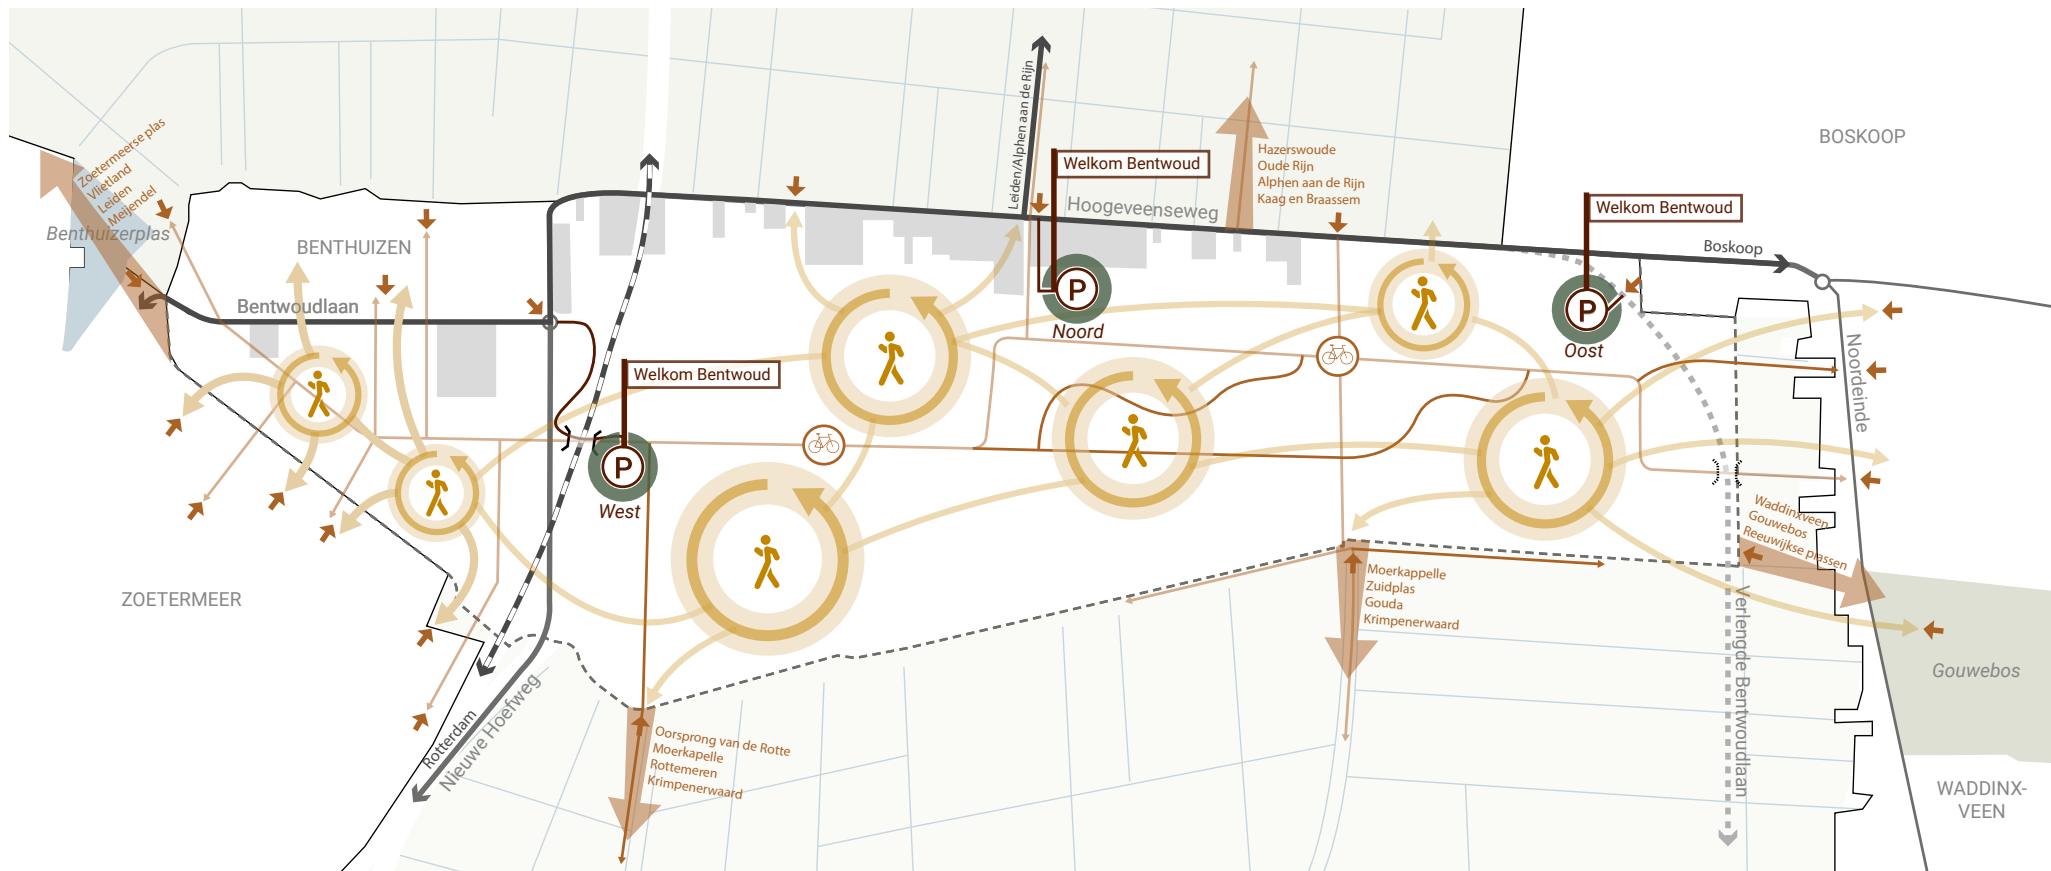 Zoetermeerse plas
Vlietland
Leiden
Meijendel
Benthuizerplas
BENTHUIZEN
Bentwoudlaan
ZOETERMEER
Rotterdam
Nieuwe Hoefweg
Welkom Bentwoud
P
West
Oorsprong van de Rotte
Moerkapelle
Rottemeren
Krimpenerwaard
Leiden/Alphen aan de Rijn
Welkom Bentwoud
Hoogeveenseweg
P
Noord
Hazerswoude
Oude Rijn
Alphen aan de Rijn
Kaag en Braassem
Moerkappelle
Zuidplas
Gouda
Krimpenerwaard
Welkom Bentwoud
P
Oost
Boskoop
BOSKOOP
Noordeinde
Waddinxveen
Gouwebos
Reeuwijkse plassen
Verlengde Bentwoudlaan
Gouwebos
WADDINX-
VEEN